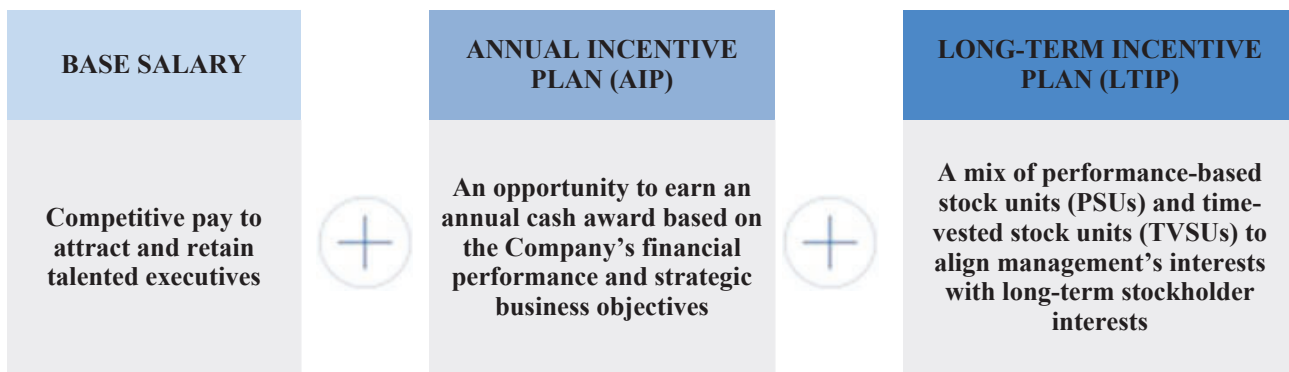 BASE SALARY
Competitive pay to
attract and retain
talented executives
ANNUAL INCENTIVE
PLAN (AIP)
An opportunity to earn an
annual cash award based on
the Company’s financial
performance and strategic
business objectives
LONG-TERM INCENTIVE
PLAN (LTIP)
A mix of performance-based
stock units (PSUs) and time-
vested stock units (TVSUs) to
align management’s interests
with long-term stockholder
interests